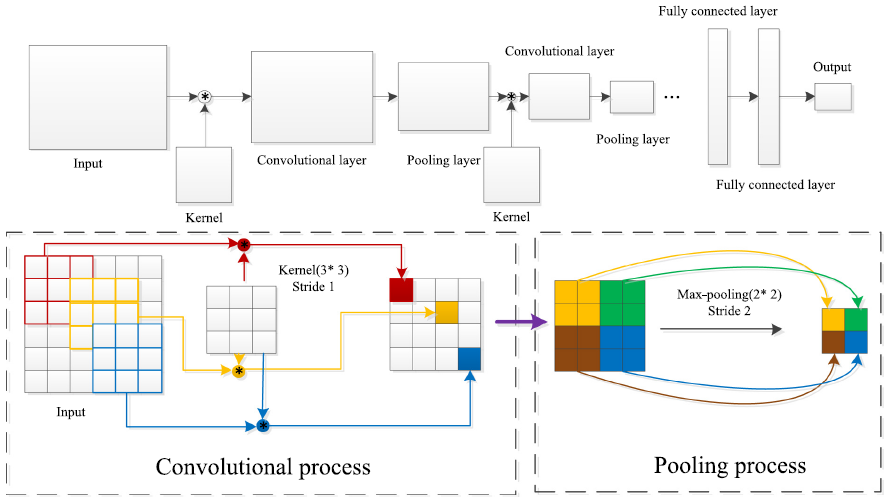 Fully connected layer
Convolutional layer
Output
...
Input
Convolutional layer
Pooling layer
Pooling layer
Fully connected layer
Kernel
Kernel
Kernel(3* 3)
Stride 1
Input
Convolutional process
Max-pooling(2* 2)
Stride 2
Pooling process